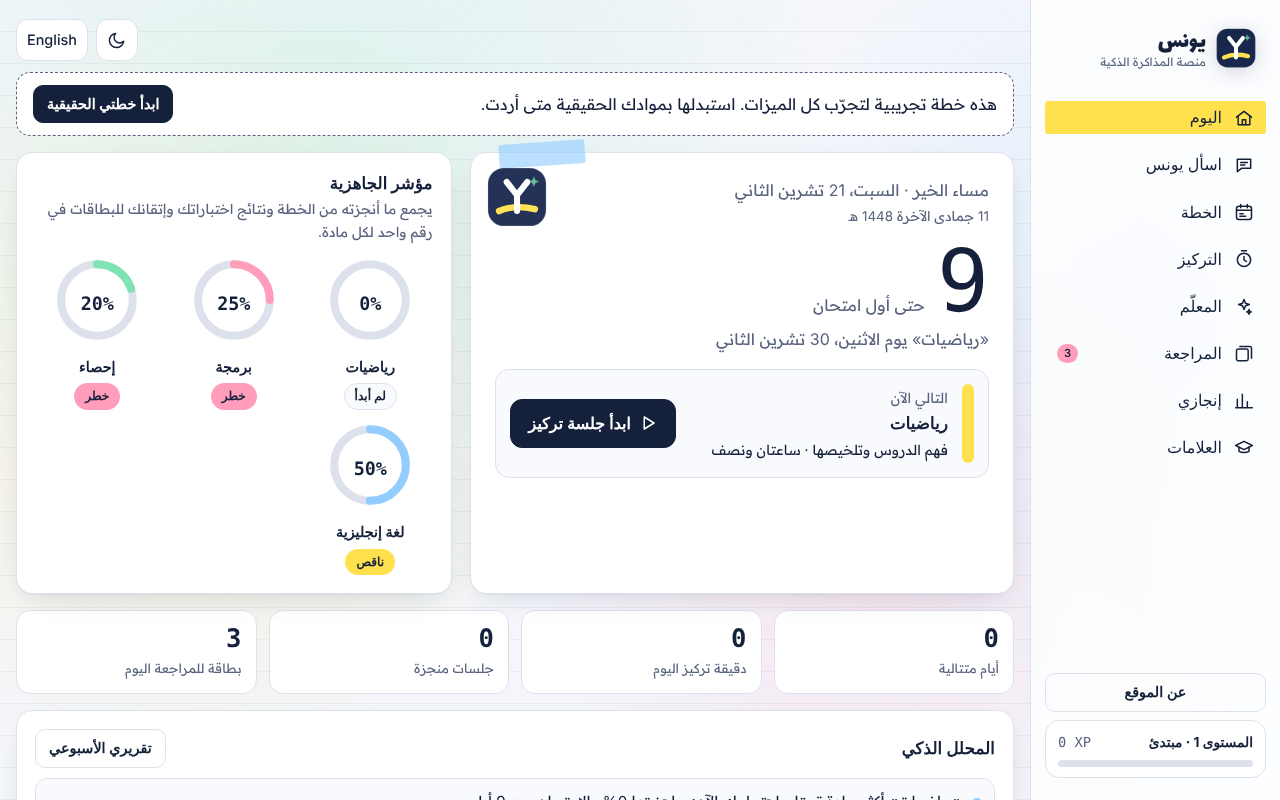 يونس
منصة المذاكرة الذكية
اليوم
اسأل يونس
الخطة
التركيز
المعلّم
المراجعة
3
إنجازي
العلامات
عن الموقع
المستوى 1 · مبتدئ
0 XP
English
هذه خطة تجريبية لتجرّب كل الميزات. استبدلها بموادك الحقيقية متى أردت.
ابدأ خطتي الحقيقية
مساء الخير · السبت، 21 تشرين الثاني
11 جمادى الآخرة 1448 هـ
9
حتى أول امتحان
«رياضيات» يوم الاثنين، 30 تشرين الثاني
التالي الآن
رياضيات
فهم الدروس وتلخيصها · ساعتان ونصف
ابدأ جلسة تركيز
مؤشر الجاهزية
يجمع ما أنجزته من الخطة ونتائج اختباراتك وإتقانك للبطاقات في
رقم واحد لكل مادة.
0%
رياضيات
لم أبدأ
25%
برمجة
خطر
20%
إحصاء
خطر
50%
لغة إنجليزية
ناقص
0
أيام متتالية
0
دقيقة تركيز اليوم
0
جلسات منجزة
3
بطاقة للمراجعة اليوم
المحلل الذكي
تقريري الأسبوعي